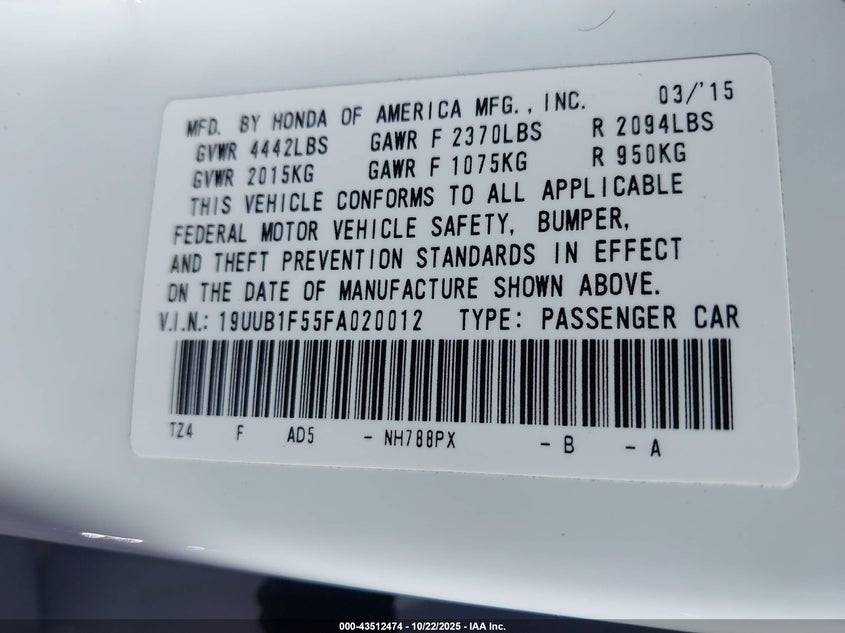 MFD. BY HONDA OF AMERICA MFG., INC. 03/'15
GVWR 4442LBS GAWR F 2370LBS R 2094LBS
GVWR 2015KG GAWR F 1075KG R 950KG
THIS VEHICLE CONFORMS TO ALL APPLICABLE
FEDERAL MOTOR VEHICLE SAFETY, BUMPER,
AND THEFT PREVENTION STANDARDS IN EFFECT
ON THE DATE OF MANUFACTURE SHOWN ABOVE.
V.I.N.: 19UUB1F55FA020012 TYPE: PASSENGER CAR
TZ4 F AD5 - NH788PX - B - A
000-43512474 | 10/22/2025 - IAA Inc.